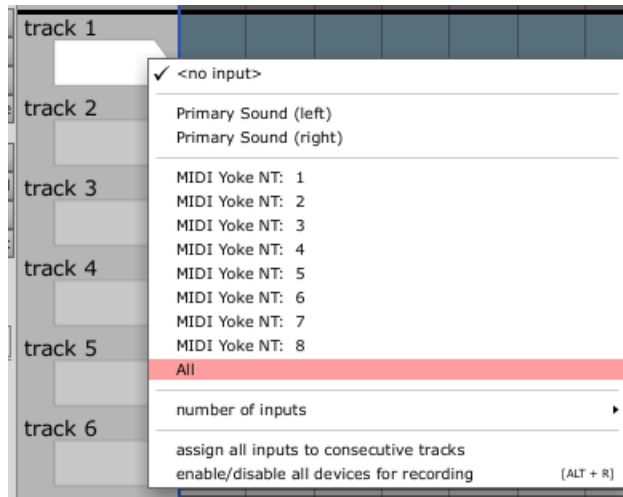 track 1
<no input>
track 2
Primary Sound (left)
Primary Sound (right)
track 3
MIDI Yoke NT: 1
MIDI Yoke NT: 2
MIDI Yoke NT: 3
track 4
MIDI Yoke NT: 4
MIDI Yoke NT: 5
MIDI Yoke NT: 6
MIDI Yoke NT: 7
track 5
MIDI Yoke NT: 8
All
number of inputs
track 6
assign all inputs to consecutive tracks
enable/disable all devices for recording [ALT + R]